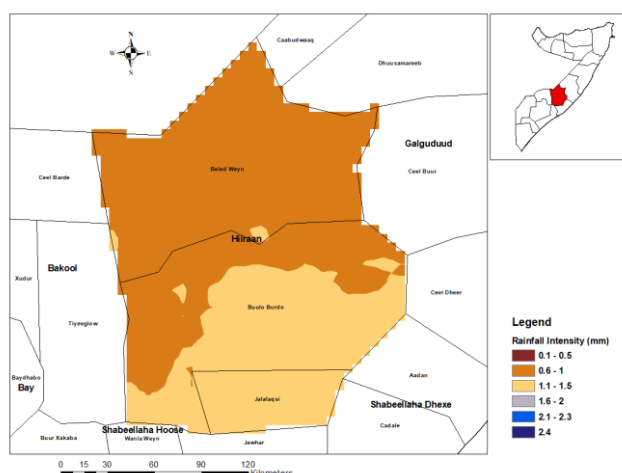 N
W E
S
Caabudwaaq
Dhuusamareeb
Galguduud
Ceel Barde
Beled Weyn
Ceel Buur
Hiiraan
Bakool
Xudur
Tiyeeglow
Buulo Burdo
Ceel Dheer
Baydhabo
Bay
Aadan
Jalalaqsi
Shabeellaha Dhexe
Shabeellaha Hoose
Buur Xakaba
Wanla Weyn
Jawhar
Cadale
0 15 30 60 90 120
Kilometers
Legend
Rainfall Intensity (mm)
0.1 - 0.5
0.6 - 1
1.1 - 1.5
1.6 - 2
2.1 - 2.3
2.4